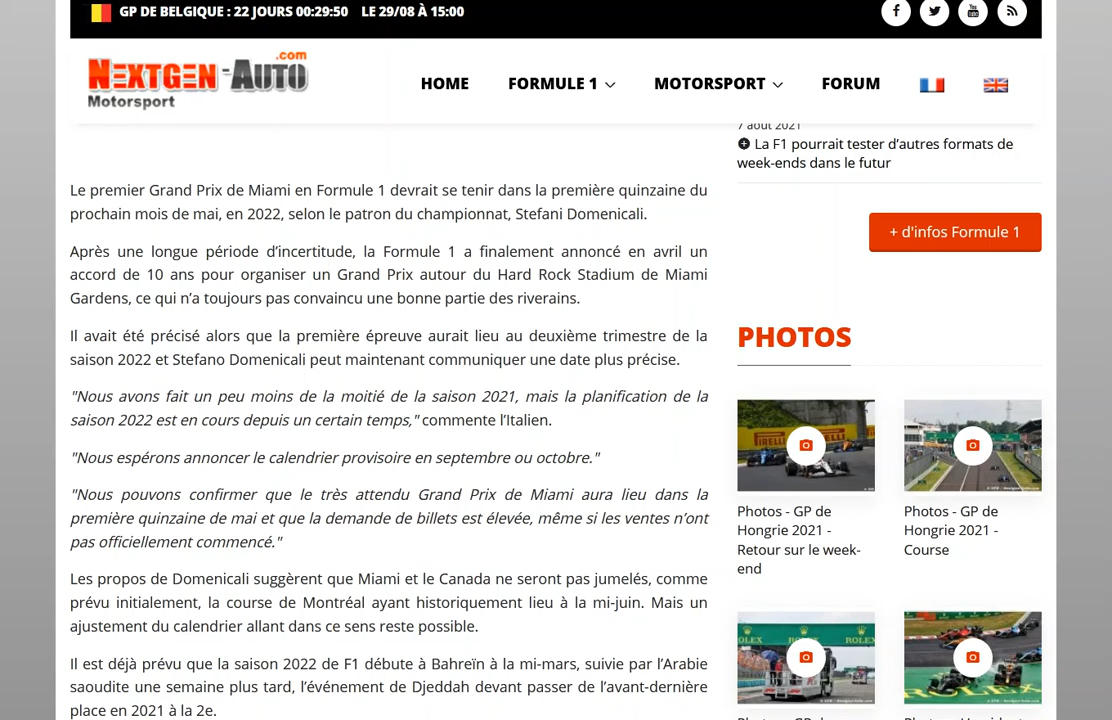 GP DE BELGIQUE : 22 JOURS 00:29:50 LE 29/08 À 15:00
NEXTGEN-AUTO.com
Motorsport
HOME FORMULE 1 MOTORSPORT FORUM
7 août 2021
La F1 pourrait tester d’autres formats de
week-ends dans le futur
+ d'infos Formule 1
Le premier Grand Prix de Miami en Formule 1 devrait se tenir dans la première quinzaine du
prochain mois de mai, en 2022, selon le patron du championnat, Stefani Domenicali.
Après une longue période d’incertitude, la Formule 1 a finalement annoncé en avril un
accord de 10 ans pour organiser un Grand Prix autour du Hard Rock Stadium de Miami
Gardens, ce qui n’a toujours pas convaincu une bonne partie des riverains.
Il avait été précisé alors que la première épreuve aurait lieu au deuxième trimestre de la
saison 2022 et Stefano Domenicali peut maintenant communiquer une date plus précise.
"Nous avons fait un peu moins de la moitié de la saison 2021, mais la planification de la
saison 2022 est en cours depuis un certain temps," commente l’Italien.
"Nous espérons annoncer le calendrier provisoire en septembre ou octobre."
"Nous pouvons confirmer que le très attendu Grand Prix de Miami aura lieu dans la
première quinzaine de mai et que la demande de billets est élevée, même si les ventes n’ont
pas officiellement commencé."
Les propos de Domenicali suggèrent que Miami et le Canada ne seront pas jumelés, comme
prévu initialement, la course de Montréal ayant historiquement lieu à la mi-juin. Mais un
ajustement du calendrier allant dans ce sens reste possible.
Il est déjà prévu que la saison 2022 de F1 débute à Bahreïn à la mi-mars, suivie par l’Arabie
saoudite une semaine plus tard, l’événement de Djeddah devant passer de l’avant-dernière
place en 2021 à la 2e.
PHOTOS
PIRELLI
Photos - GP de
Hongrie 2021 -
Retour sur le week-
end
Photos - GP de
Hongrie 2021 -
Course
ROLEX
ROLEX
ROLEX